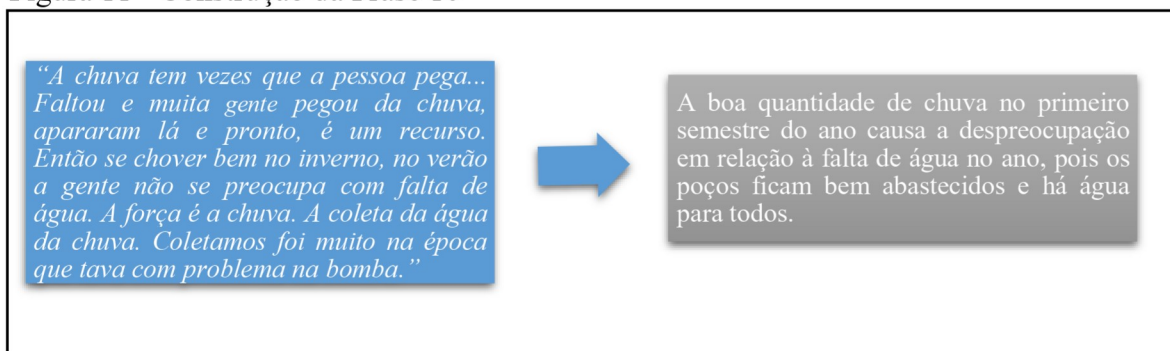 “A chuva tem vezes que a pessoa pega...
Faltou e muita gente pegou da chuva,
apararam lá e pronto, é um recurso.
Então se chover bem no inverno, no verão
a gente não se preocupa com falta de
água. A força é a chuva. A coleta da água
da chuva. Coletamos foi muito na época
que tava com problema na bomba.”
A boa quantidade de chuva no primeiro
semestre do ano causa a despreocupação
em relação à falta de água no ano, pois os
poços ficam bem abastecidos e há água
para todos.